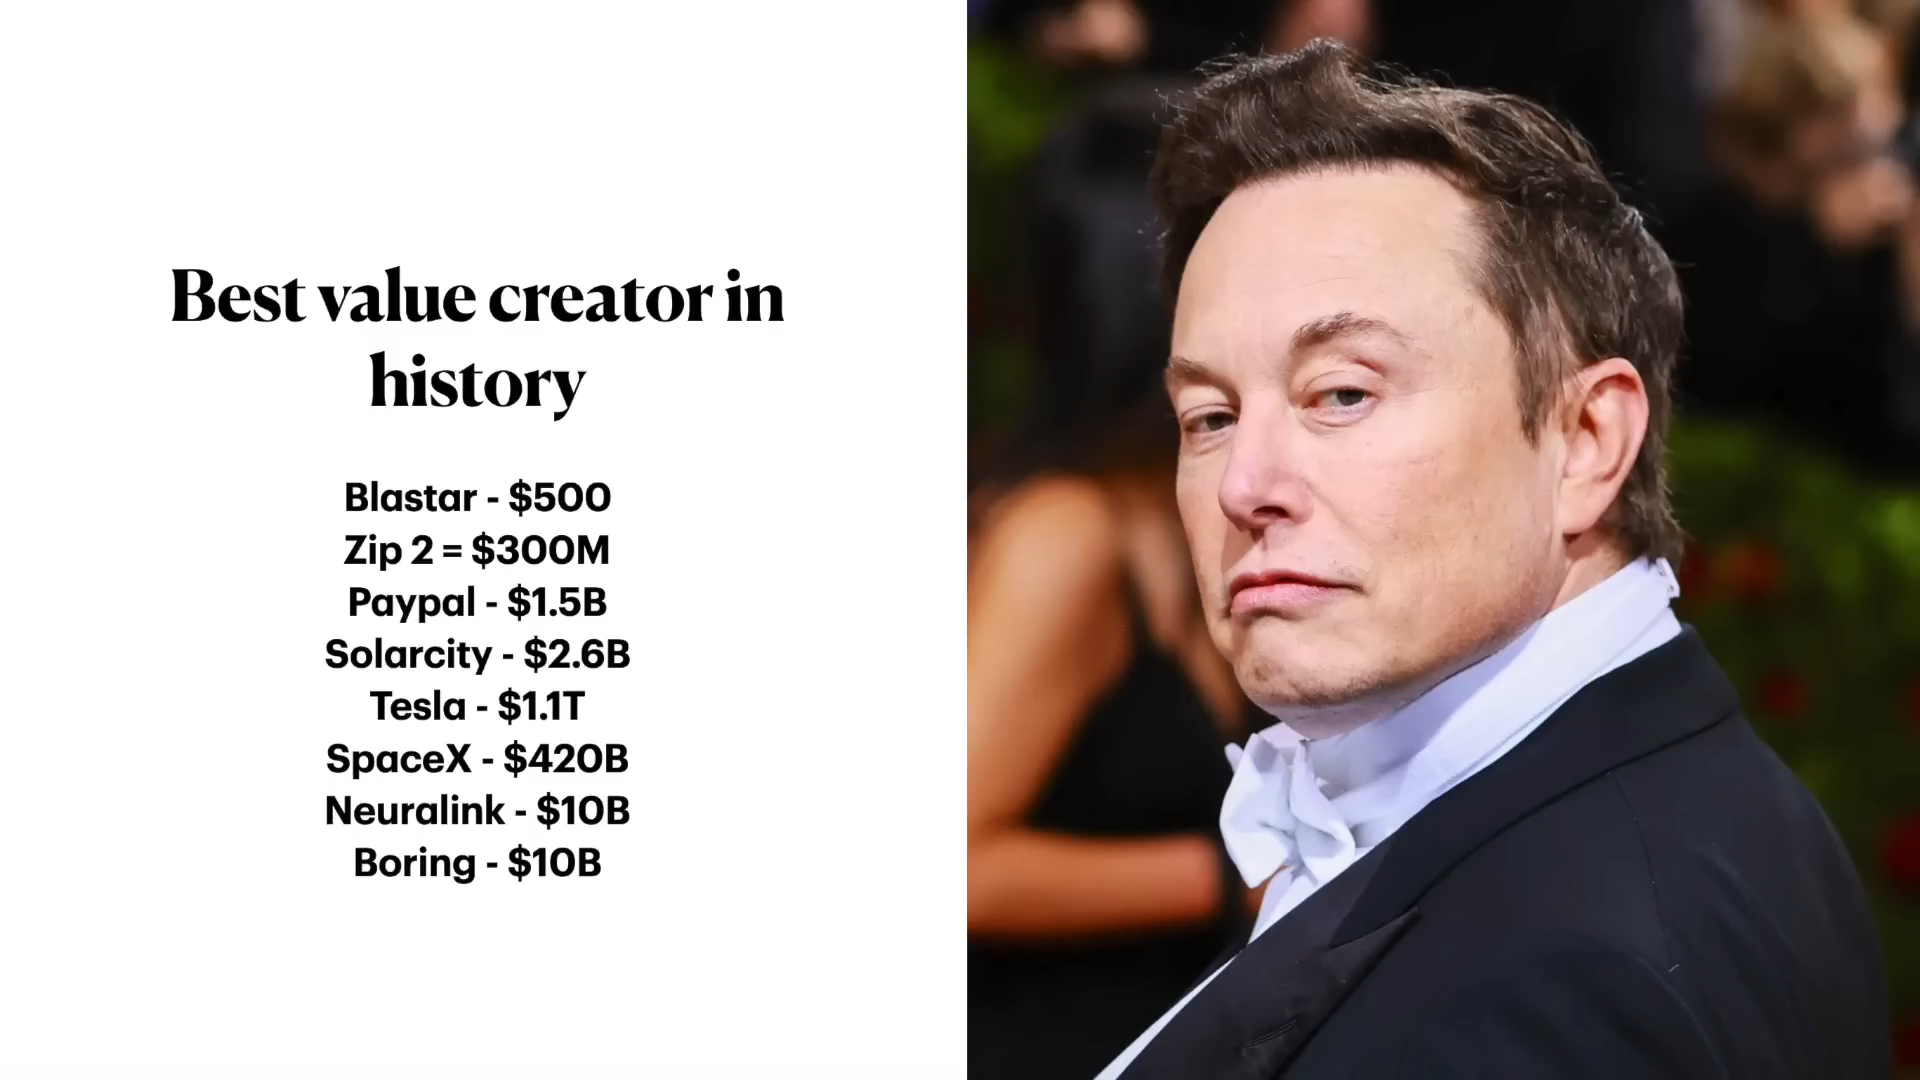 Best value creator in
history
Blastar - $500
Zip 2 = $300M
Paypal - $1.5B
Solarcity - $2.6B
Tesla - $1.1T
SpaceX - $420B
Neuralink - $10B
Boring - $10B